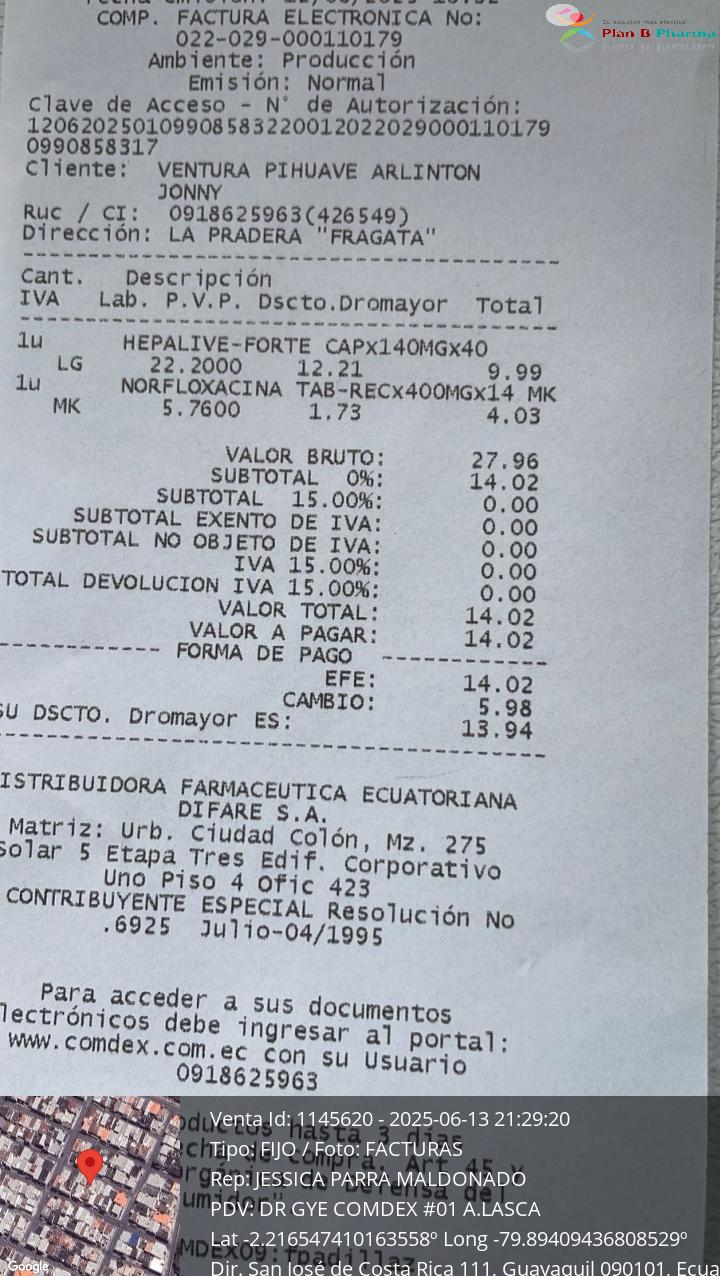 COMP. FACTURA ELECTRONICA No:
022-029-000110179
Ambiente: Producción
Emisión: Normal
Clave de Acceso - N° de Autorización:
120620250109908583220012022029000110179
0990858317
Cliente: VENTURA PIHUAVE ARLINTON
JONNY
Ruc / CI: 0918625963(426549)
Dirección: LA PRADERA "FRAGATA"
Cant. Descripción
IVA Lab. P.V.P. Dscto.Dromayor Total
1u HEPALIVE-FORTE CAPx140MGx40
LG 22.2000 12.21 9.99
1u NORFLOXACINA TAB-RECx400MGx14 MK
MK 5.7600 1.73 4.03
VALOR BRUTO: 27.96
SUBTOTAL 0%: 14.02
SUBTOTAL 15.00%: 0.00
SUBTOTAL EXENTO DE IVA: 0.00
SUBTOTAL NO OBJETO DE IVA: 0.00
IVA 15.00%: 0.00
TOTAL DEVOLUCION IVA 15.00%: 0.00
VALOR TOTAL: 14.02
VALOR A PAGAR: 14.02
----------- FORMA DE PAGO -----------
EFE: 14.02
CAMBIO: 5.98
SU DSCTO. Dromayor ES: 13.94
ISTRIBUIDORA FARMACEUTICA ECUATORIANA
DIFARE S.A.
Matriz: Urb. Ciudad Colón, Mz. 275
Solar 5 Etapa Tres Edif. Corporativo
Uno Piso 4 Ofic 423
CONTRIBUYENTE ESPECIAL Resolución No
.6925 Julio-04/1995
Para acceder a sus documentos
lectrónicos debe ingresar al portal:
www.comdex.com.ec con su Usuario
0918625963
Su solucion mas efectiva!
Plan B Pharma
Venta Id: 1145620 - 2025-06-13 21:29:20
Tipo: FIJO / Foto: FACTURAS
Rep: JESSICA PARRA MALDONADO
PDV: DR GYE COMDEX #01 A.LASCA
Lat -2.216547410163558º Long -79.89409436808529º
Dir. San José de Costa Rica 111, Guayaquil 090101, Ecua
Google